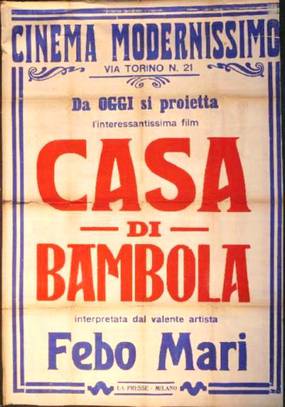 CINEMA MODERNISSIMO
VIA TORINO N. 21
Da OGGI si proietta
l'interessantissima film
CASA
DI
BAMBOLA
interpretata dal valente artista
Febo Mari
LA PRESSE - MILANO